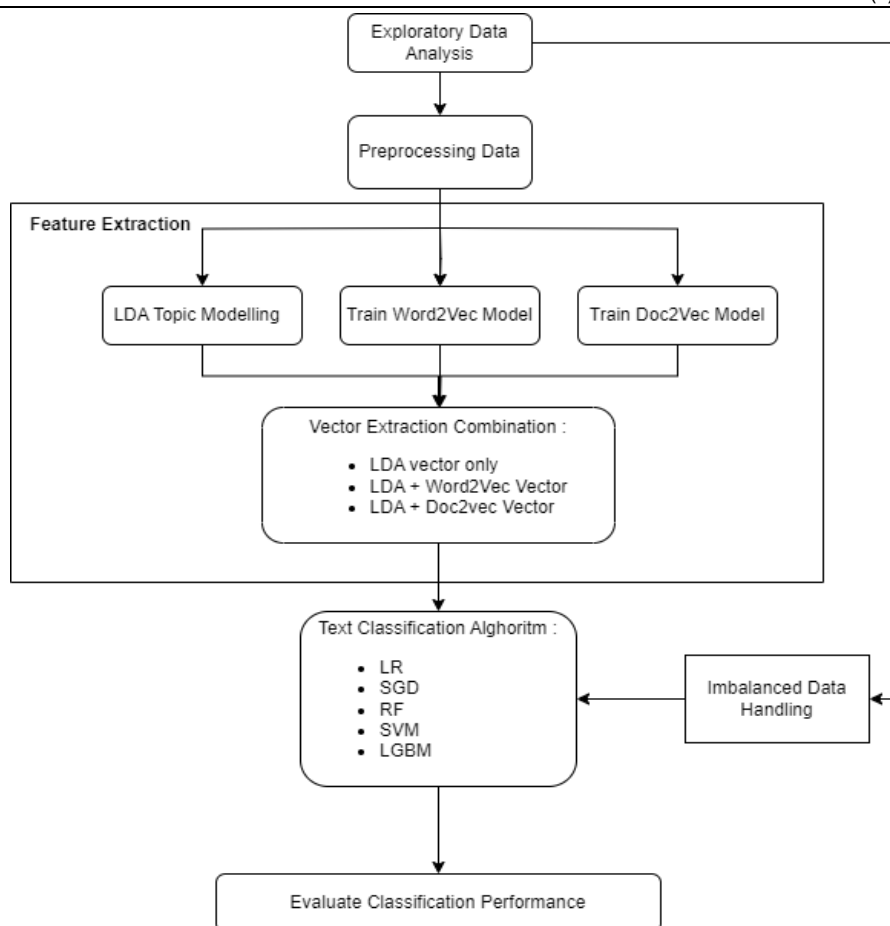 Exploratory Data
Analysis
Preprocessing Data
Feature Extraction
LDA Topic Modelling
Train Word2Vec Model
Train Doc2Vec Model
Vector Extraction Combination :
• LDA vector only
• LDA + Word2Vec Vector
• LDA + Doc2vec Vector
Text Classification Alghoritm :
• LR
• SGD
• RF
• SVM
• LGBM
Imbalanced Data
Handling
Evaluate Classification Performance